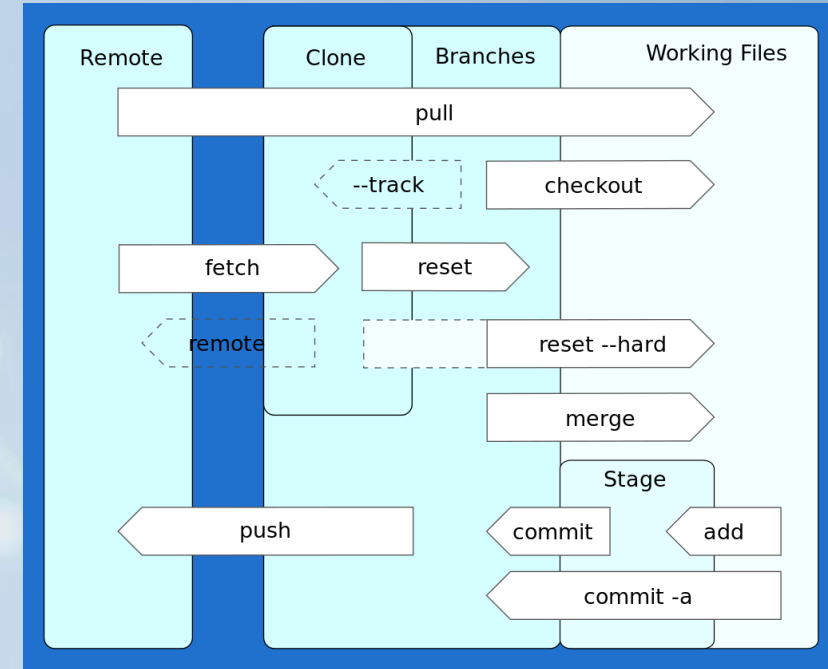 Remote
Clone
Branches
Working Files
pull
--track
checkout
fetch
reset
remote
reset --hard
merge
Stage
push
commit
add
commit -a